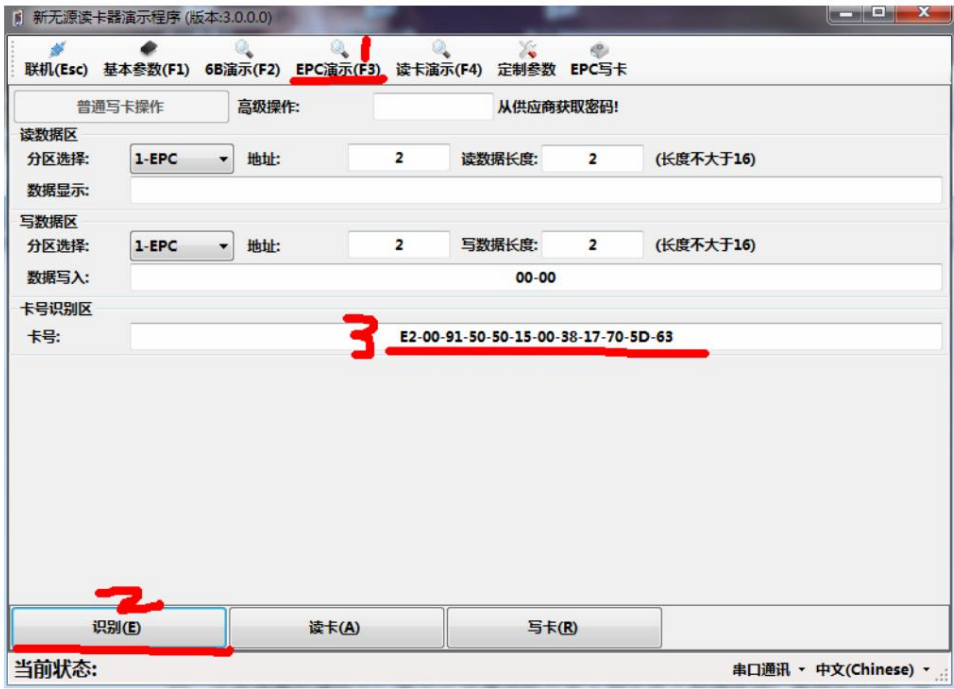 新无源读卡器演示程序 (版本:3.0.0.0)
1
联机(Esc) 基本参数(F1) 6B演示(F2) EPC演示(F3) 读卡演示(F4) 定制参数 EPC写卡
普通写卡操作 高级操作: 从供应商获取密码!
读数据区
分区选择: 1-EPC 地址: 2 读数据长度: 2 (长度不大于16)
数据显示:
写数据区
分区选择: 1-EPC 地址: 2 写数据长度: 2 (长度不大于16)
数据写入: 00-00
卡号识别区
卡号: 3 E2-00-91-50-50-15-00-38-17-70-5D-63
2
识别(E) 读卡(A) 写卡(R)
当前状态: 串口通讯 中文(Chinese)